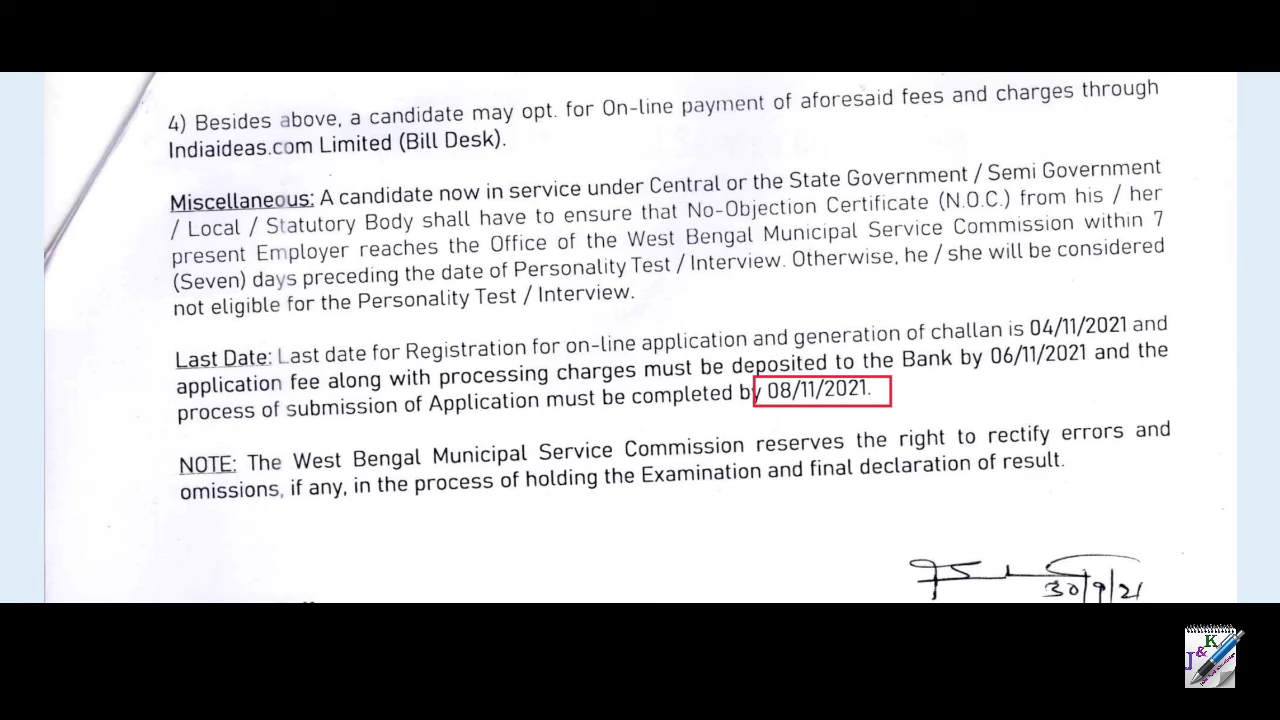 4) Besides above, a candidate may opt. for On-line payment of aforesaid fees and charges through
Indiaideas.com Limited (Bill Desk).
Miscellaneous: A candidate now in service under Central or the State Government / Semi Government
/ Local / Statutory Body shall have to ensure that No-Objection Certificate (N.O.C.) from his / her
present Employer reaches the Office of the West Bengal Municipal Service Commission within 7
(Seven) days preceding the date of Personality Test / Interview. Otherwise, he / she will be considered
not eligible for the Personality Test / Interview.
Last Date: Last date for Registration for on-line application and generation of challan is 04/11/2021 and
application fee along with processing charges must be deposited to the Bank by 06/11/2021 and the
process of submission of Application must be completed by 08/11/2021.
NOTE: The West Bengal Municipal Service Commission reserves the right to rectify errors and
omissions, if any, in the process of holding the Examination and final declaration of result.
30/9/21
J&K